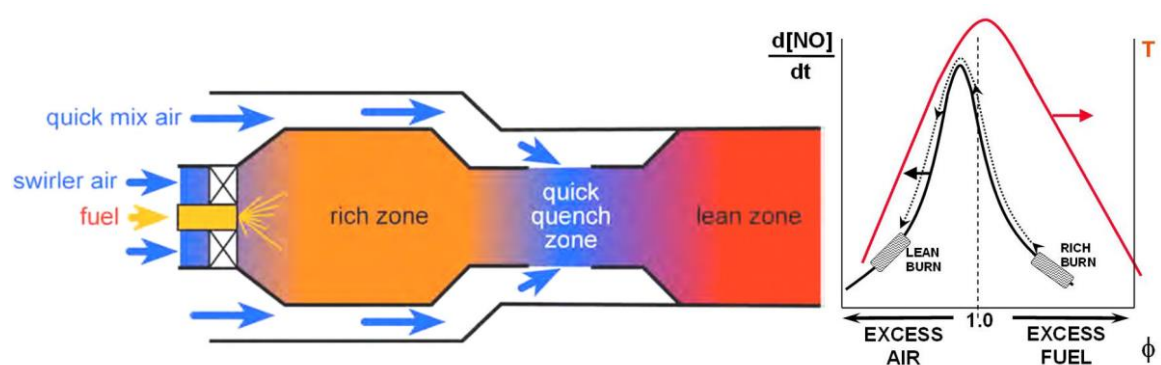 quick mix air
swirler air
fuel
rich zone
quick
quench
zone
lean zone
d[NO]
dt
T
LEAN
BURN
RICH
BURN
1.0
EXCESS
AIR
EXCESS
FUEL
ϕ